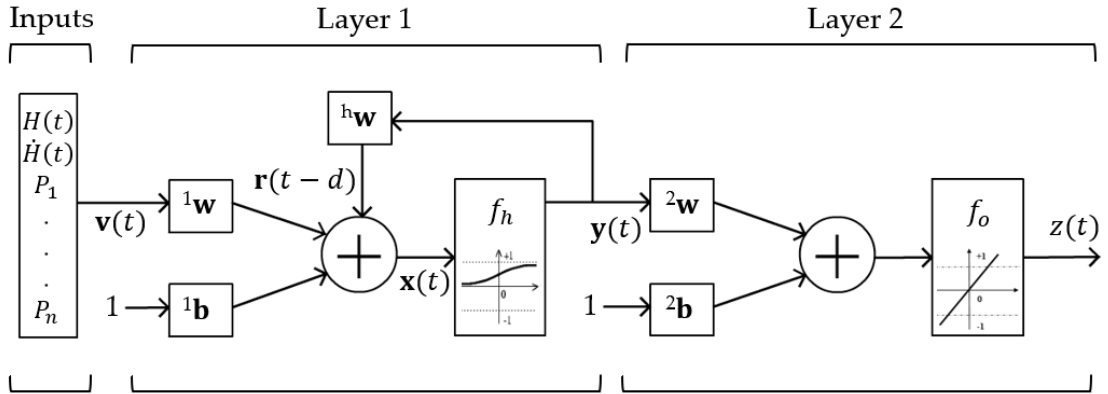 Inputs
Layer 1
Layer 2
H(t)
Ḣ(t)
P₁
.
.
.
Pₙ
v(t)
¹w
1
¹b
ʰw
r(t − d)
+
x(t)
fₕ
+1
0
-1
y(t)
²w
1
²b
+
fₒ
+1
0
-1
z(t)